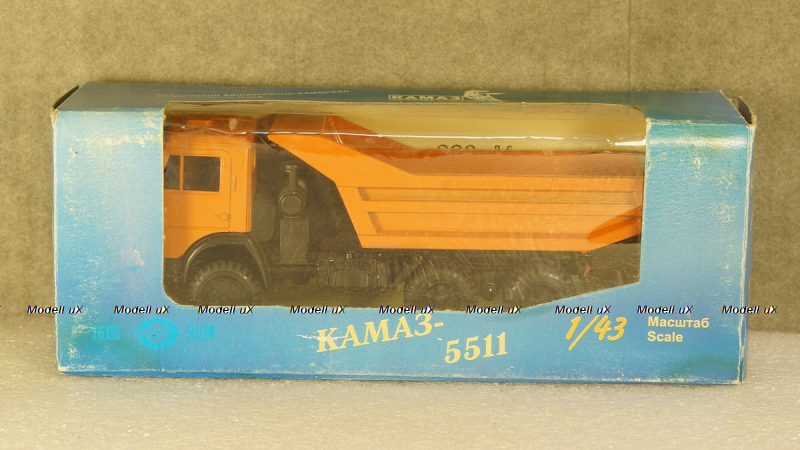 КАМАЗ
Modell uX Modell uX Modell uX Modell uX Modell uX Modell uX Modell uX Modell uX Modell uX
КАМАЗ-
5511
1/43
Масштаб
Scale